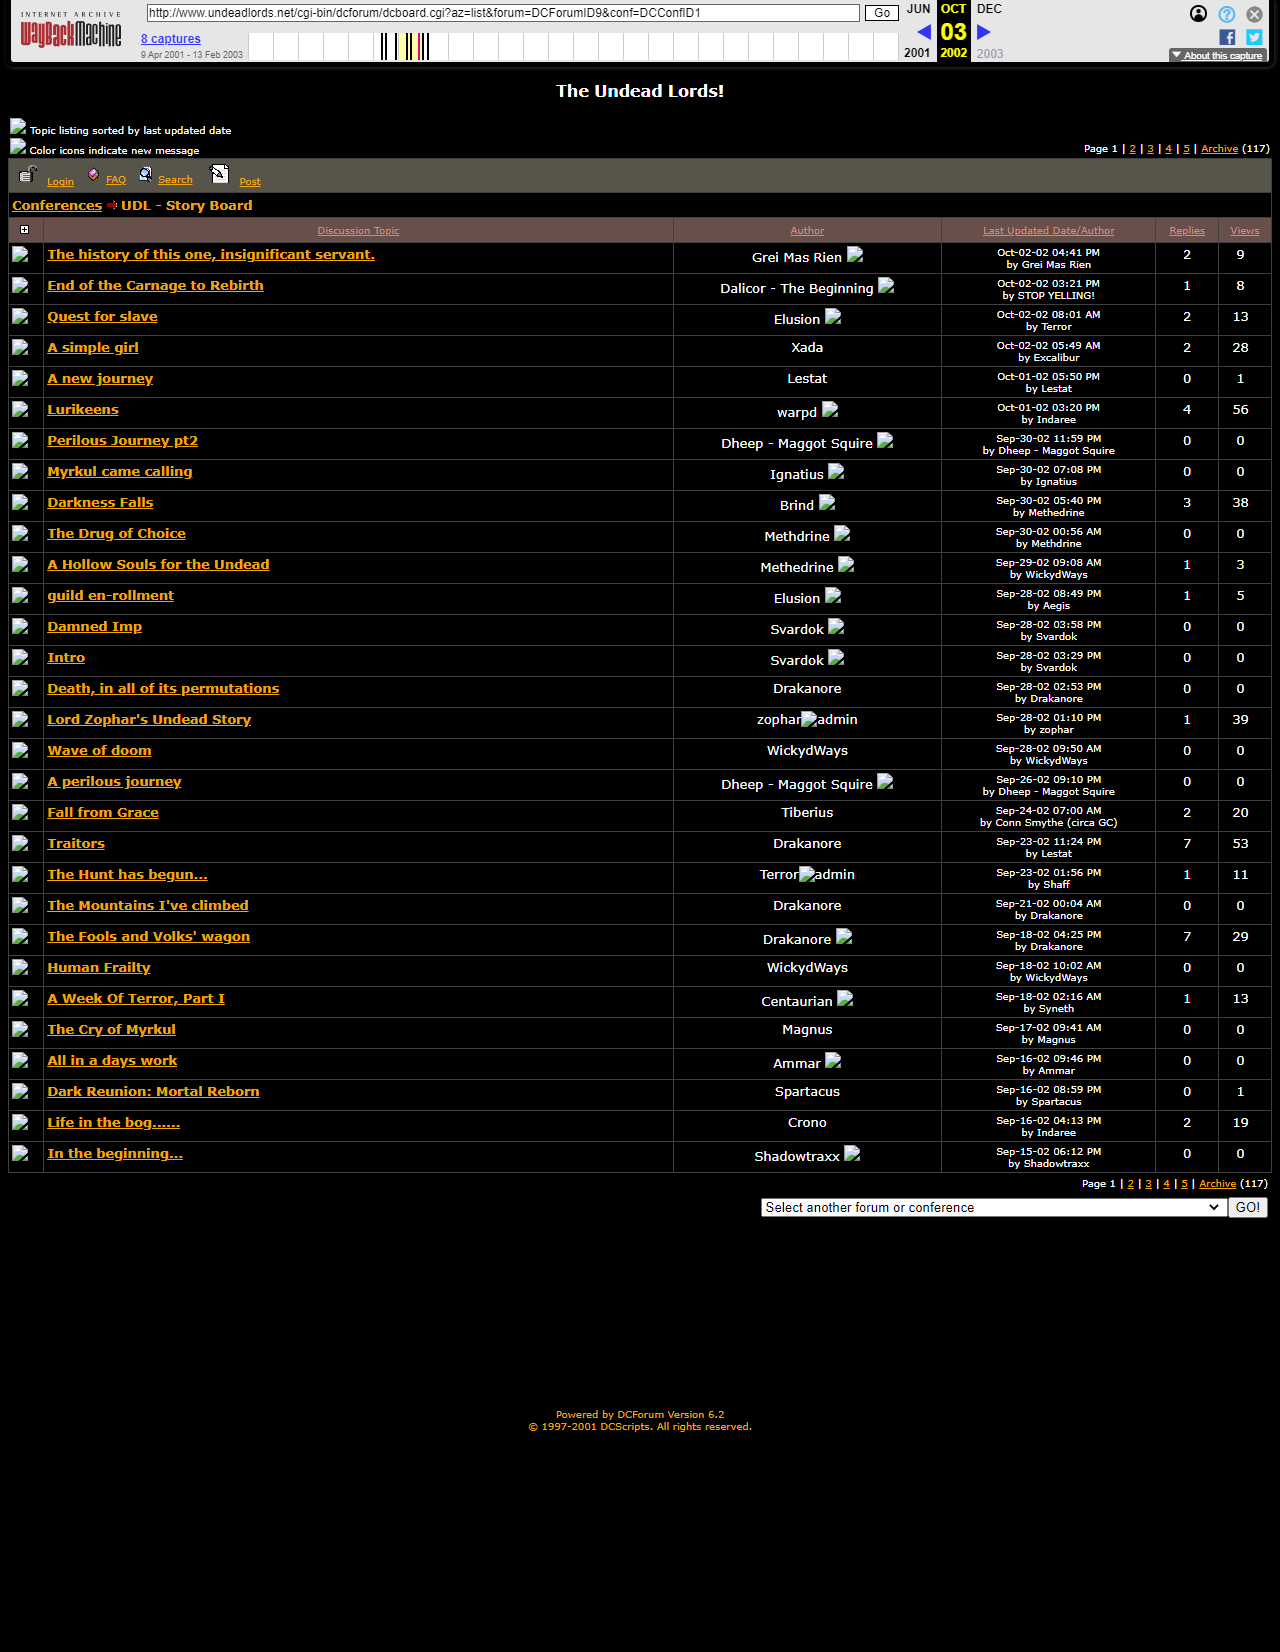 INTERNET ARCHIVE
WayBackMachine
http://www.undeadlords.net/cgi-bin/dcforum/dcboard.cgi?az=list&forum=DCForumID9&conf=DCConfID1
Go
JUN OCT DEC
8 captures
03
9 Apr 2001 - 13 Feb 2003
2001 2002 2003
About this capture
The Undead Lords!
Topic listing sorted by last updated date
Color icons indicate new message
Page 1 | 2 | 3 | 4 | 5 | Archive (117)
Login FAQ Search Post
Conferences UDL - Story Board
Discussion Topic Author Last Updated Date/Author Replies Views
The history of this one, insignificant servant. Grei Mas Rien Oct-02-02 04:41 PM 2 9
by Grei Mas Rien
End of the Carnage to Rebirth Dalicor - The Beginning Oct-02-02 03:21 PM 1 8
by STOP YELLING!
Quest for slave Elusion Oct-02-02 08:01 AM 2 13
by Terror
A simple girl Xada Oct-02-02 05:49 AM 2 28
by Excalibur
A new journey Lestat Oct-01-02 05:50 PM 0 1
by Lestat
Lurikeens warpd Oct-01-02 03:20 PM 4 56
by Indaree
Perilous Journey pt2 Dheep - Maggot Squire Sep-30-02 11:59 PM 0 0
by Dheep - Maggot Squire
Myrkul came calling Ignatius Sep-30-02 07:08 PM 0 0
by Ignatius
Darkness Falls Brind Sep-30-02 05:40 PM 3 38
by Methedrine
The Drug of Choice Methdrine Sep-30-02 00:56 AM 0 0
by Methdrine
A Hollow Souls for the Undead Methedrine Sep-29-02 09:08 AM 1 3
by WickydWays
guild en-rollment Elusion Sep-28-02 08:49 PM 1 5
by Aegis
Damned Imp Svardok Sep-28-02 03:58 PM 0 0
by Svardok
Intro Svardok Sep-28-02 03:29 PM 0 0
by Svardok
Death, in all of its permutations Drakanore Sep-28-02 02:53 PM 0 0
by Drakanore
Lord Zophar's Undead Story zophar admin Sep-28-02 01:10 PM 1 39
by zophar
Wave of doom WickydWays Sep-28-02 09:50 AM 0 0
by WickydWays
A perilous journey Dheep - Maggot Squire Sep-26-02 09:10 PM 0 0
by Dheep - Maggot Squire
Fall from Grace Tiberius Sep-24-02 07:00 AM 2 20
by Conn Smythe (circa GC)
Traitors Drakanore Sep-23-02 11:24 PM 7 53
by Lestat
The Hunt has begun... Terror admin Sep-23-02 01:56 PM 1 11
by Shaff
The Mountains I've climbed Drakanore Sep-21-02 00:04 AM 0 0
by Drakanore
The Fools and Volks' wagon Drakanore Sep-18-02 04:25 PM 7 29
by Drakanore
Human Frailty WickydWays Sep-18-02 10:02 AM 0 0
by WickydWays
A Week Of Terror, Part I Centaurian Sep-18-02 02:16 AM 1 13
by Syneth
The Cry of Myrkul Magnus Sep-17-02 09:41 AM 0 0
by Magnus
All in a days work Ammar Sep-16-02 09:46 PM 0 0
by Ammar
Dark Reunion: Mortal Reborn Spartacus Sep-16-02 08:59 PM 0 1
by Spartacus
Life in the bog...... Crono Sep-16-02 04:13 PM 2 19
by Indaree
In the beginning... Shadowtraxx Sep-15-02 06:12 PM 0 0
by Shadowtraxx
Page 1 | 2 | 3 | 4 | 5 | Archive (117)
Select another forum or conference GO!
Powered by DCForum Version 6.2
© 1997-2001 DCScripts. All rights reserved.